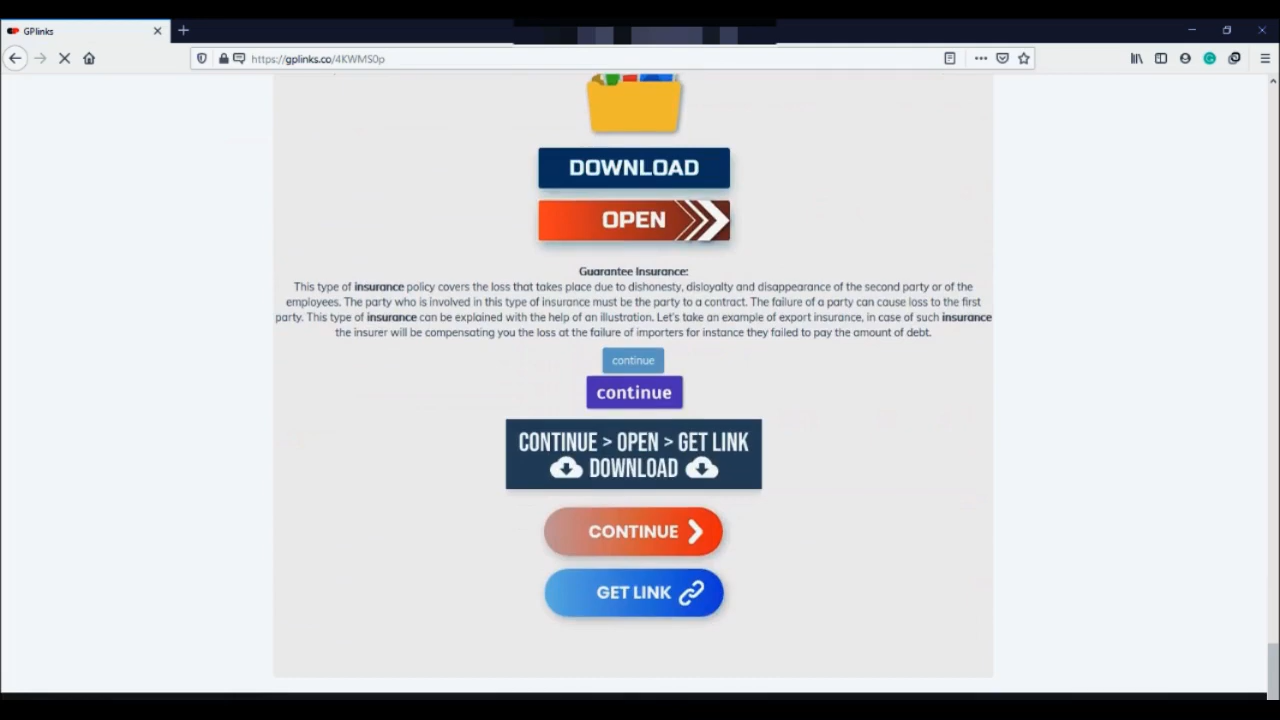 GPlinks
https://gplinks.co/4KWMS0p
DOWNLOAD
OPEN
Guarantee Insurance:
This type of insurance policy covers the loss that takes place due to dishonesty, disloyalty and disappearance of the second party or of the
employees. The party who is involved in this type of insurance must be the party to a contract. The failure of a party can cause loss to the first
party. This type of insurance can be explained with the help of an illustration. Let's take an example of export insurance, in case of such insurance
the insurer will be compensating you the loss at the failure of importers for instance they failed to pay the amount of debt.
continue
continue
CONTINUE > OPEN > GET LINK
DOWNLOAD
CONTINUE
GET LINK